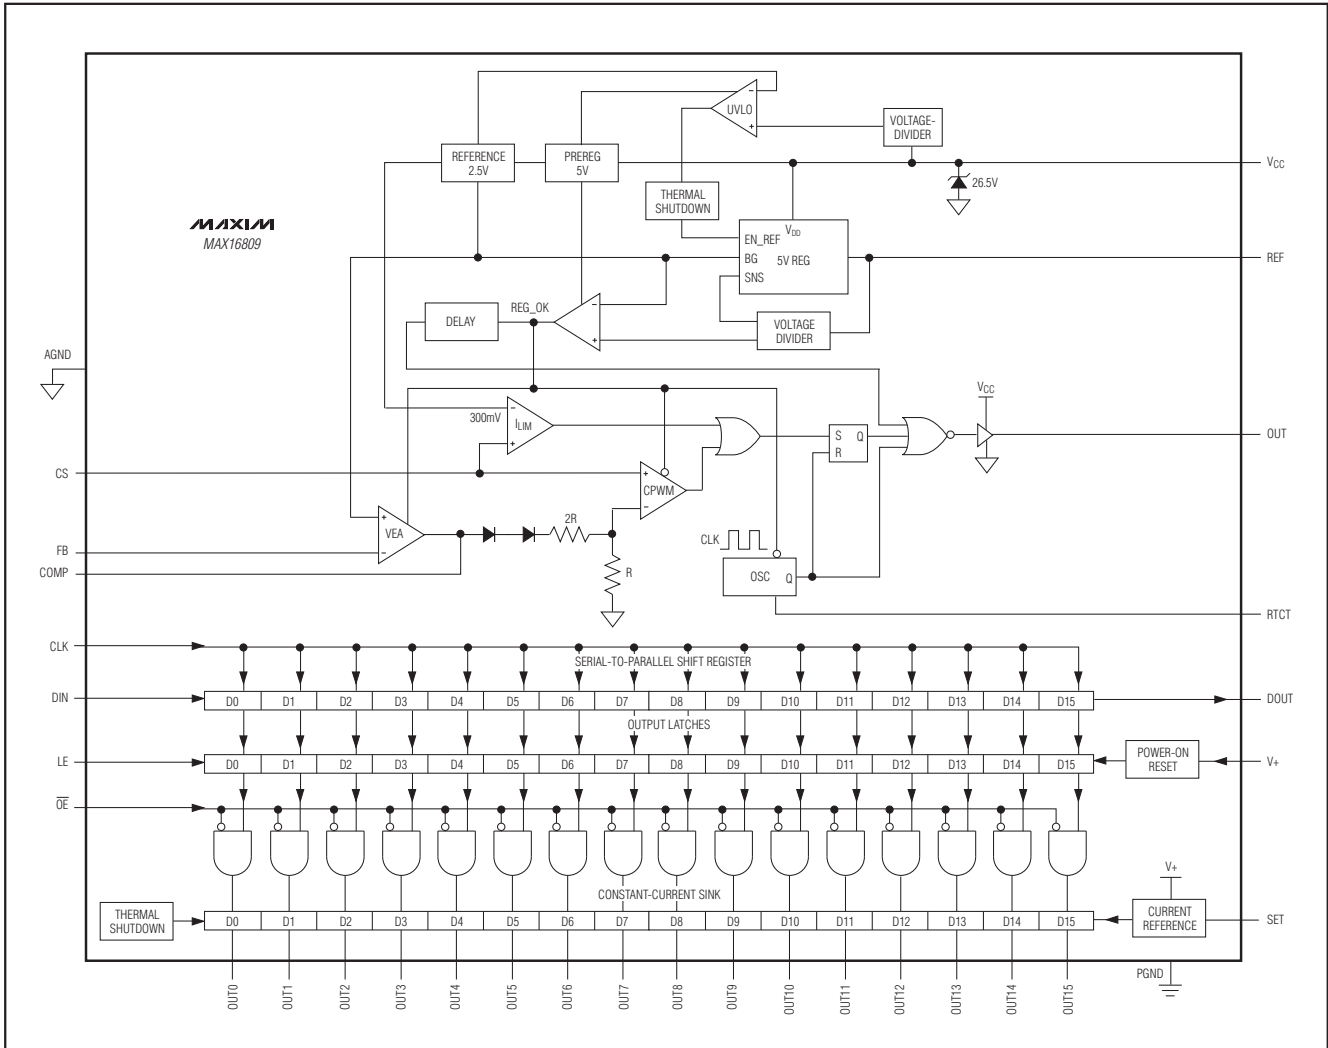 UVLO
-
+
VOLTAGE-
DIVIDER
REFERENCE
2.5V
PREREG
5V
VCC
26.5V
THERMAL
SHUTDOWN
MAXIM
MAX16809
VDD
EN_REF
BG
5V REG
SNS
REF
REG_OK
-
+
DELAY
VOLTAGE
DIVIDER
AGND
VCC
300mV
-
ILIM
+
S
Q
R
OUT
CS
+
CPWM
-
+
VEA
-
2R
FB
COMP
R
CLK
OSC
Q
RTCT
CLK
SERIAL-TO-PARALLEL SHIFT REGISTER
DIN
D0 D1 D2 D3 D4 D5 D6 D7 D8 D9 D10 D11 D12 D13 D14 D15
DOUT
OUTPUT LATCHES
LE
D0 D1 D2 D3 D4 D5 D6 D7 D8 D9 D10 D11 D12 D13 D14 D15
POWER-ON
RESET
V+
OE
CONSTANT-CURRENT SINK
V+
THERMAL
SHUTDOWN
D0 D1 D2 D3 D4 D5 D6 D7 D8 D9 D10 D11 D12 D13 D14 D15
CURRENT
REFERENCE
SET
PGND
OUT0 OUT1 OUT2 OUT3 OUT4 OUT5 OUT6 OUT7 OUT8 OUT9 OUT10 OUT11 OUT12 OUT13 OUT14 OUT15